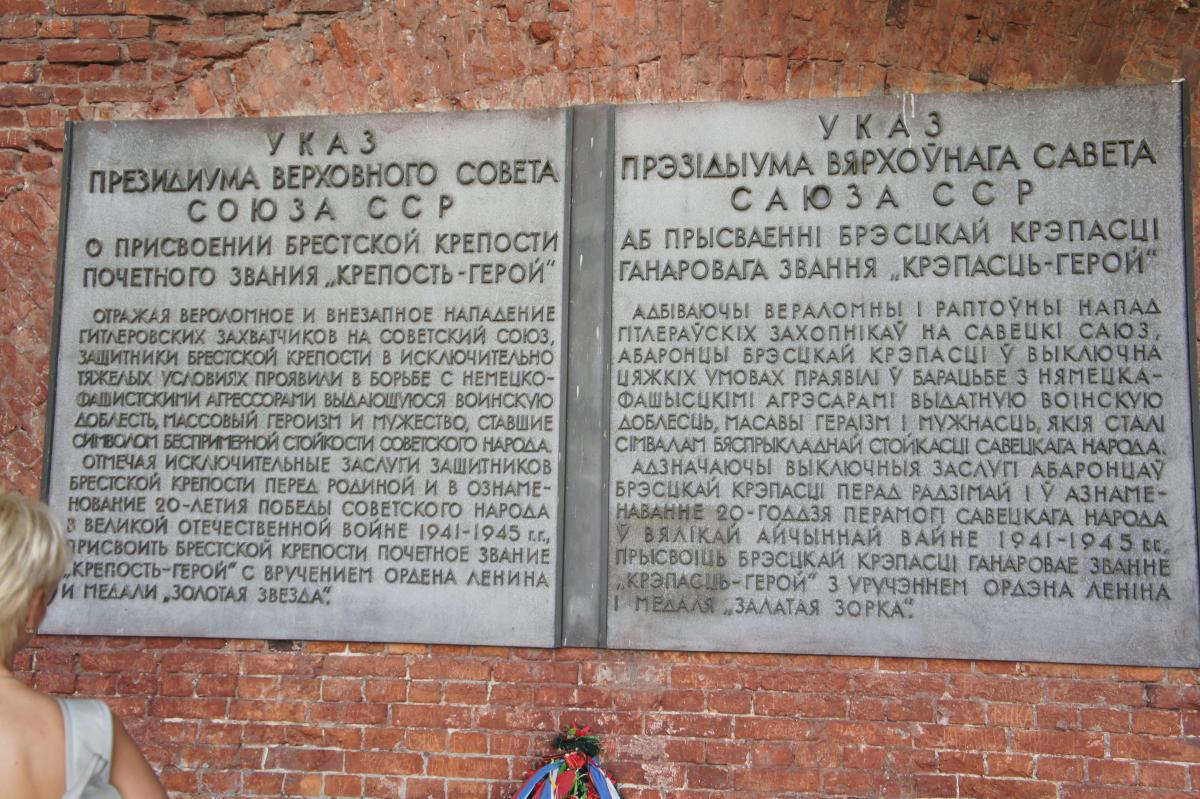 УКАЗ
ПРЕЗИДИУМА ВЕРХОВНОГО СОВЕТА
СОЮЗА ССР
О ПРИСВОЕНИИ БРЕСТСКОЙ КРЕПОСТИ
ПОЧЕТНОГО ЗВАНИЯ „КРЕПОСТЬ-ГЕРОЙ"
ОТРАЖАЯ ВЕРОЛОМНОЕ И ВНЕЗАПНОЕ НАПАДЕНИЕ
ГИТЛЕРОВСКИХ ЗАХВАТЧИКОВ НА СОВЕТСКИЙ СОЮЗ,
ЗАЩИТНИКИ БРЕСТСКОЙ КРЕПОСТИ В ИСКЛЮЧИТЕЛЬНО
ТЯЖЕЛЫХ УСЛОВИЯХ ПРОЯВИЛИ В БОРЬБЕ С НЕМЕЦКО-
ФАШИСТСКИМИ АГРЕССОРАМИ ВЫДАЮЩУЮСЯ ВОИНСКУЮ
ДОБЛЕСТЬ, МАССОВЫЙ ГЕРОИЗМ И МУЖЕСТВО, СТАВШИЕ
СИМВОЛОМ БЕСПРИМЕРНОЙ СТОЙКОСТИ СОВЕТСКОГО НАРОДА.
ОТМЕЧАЯ ИСКЛЮЧИТЕЛЬНЫЕ ЗАСЛУГИ ЗАЩИТНИКОВ
БРЕСТСКОЙ КРЕПОСТИ ПЕРЕД РОДИНОЙ И В ОЗНАМЕ-
НОВАНИЕ 20-ЛЕТИЯ ПОБЕДЫ СОВЕТСКОГО НАРОДА
В ВЕЛИКОЙ ОТЕЧЕСТВЕННОЙ ВОЙНЕ 1941-1945 г.г.,
ПРИСВОИТЬ БРЕСТСКОЙ КРЕПОСТИ ПОЧЕТНОЕ ЗВАНИЕ
„КРЕПОСТЬ-ГЕРОЙ" С ВРУЧЕНИЕМ ОРДЕНА ЛЕНИНА
И МЕДАЛИ „ЗОЛОТАЯ ЗВЕЗДА".
УКАЗ
ПРЭЗІДЫУМА ВЯРХОЎНАГА САВЕТА
САЮЗА ССР
АБ ПРЫСВАЕННІ БРЭСЦКАЙ КРЭПАСЦІ
ГАНАРОВАГА ЗВАННЯ „КРЭПАСЦЬ-ГЕРОЙ"
АДБІВАЮЧЫ ВЕРАЛОМНЫ І РАПТОЎНЫ НАПАД
ГІТЛЕРАЎСКІХ ЗАХОПНІКАЎ НА САВЕЦКІ САЮЗ,
АБАРОНЦЫ БРЭСЦКАЙ КРЭПАСЦІ Ў ВЫКЛЮЧНА
ЦЯЖКІХ УМОВАХ ПРАЯВІЛІ Ў БАРАЦЬБЕ З НЯМЕЦКА-
ФАШЫСЦКІМІ АГРЭСАРАМІ ВЫДАТНУЮ ВОІНСКУЮ
ДОБЛЕСЦЬ, МАСАВЫ ГЕРАІЗМ І МУЖНАСЦЬ, ЯКІЯ СТАЛІ
СІМВАЛАМ БЯСПРЫКЛАДНАЙ СТОЙКАСЦІ САВЕЦКАГА НАРОДА.
АДЗНАЧАЮЧЫ ВЫКЛЮЧНЫЯ ЗАСЛУГІ АБАРОНЦАЎ
БРЭСЦКАЙ КРЭПАСЦІ ПЕРАД РАДЗІМАЙ І Ў АЗНАМЕ-
НАВАННЕ 20-ГОДДЗЯ ПЕРАМОГІ САВЕЦКАГА НАРОДА
Ў ВЯЛІКАЙ АЙЧЫННАЙ ВАЙНЕ 1941-1945 г.г.
ПРЫСВОІЦЬ БРЭСЦКАЙ КРЭПАСЦІ ГАНАРОВАЕ ЗВАННЕ
„КРЭПАСЦЬ-ГЕРОЙ" З УРУЧЭННЕМ ОРДЭНА ЛЕНІНА
І МЕДАЛЯ „ЗАЛАТАЯ ЗОРКА".